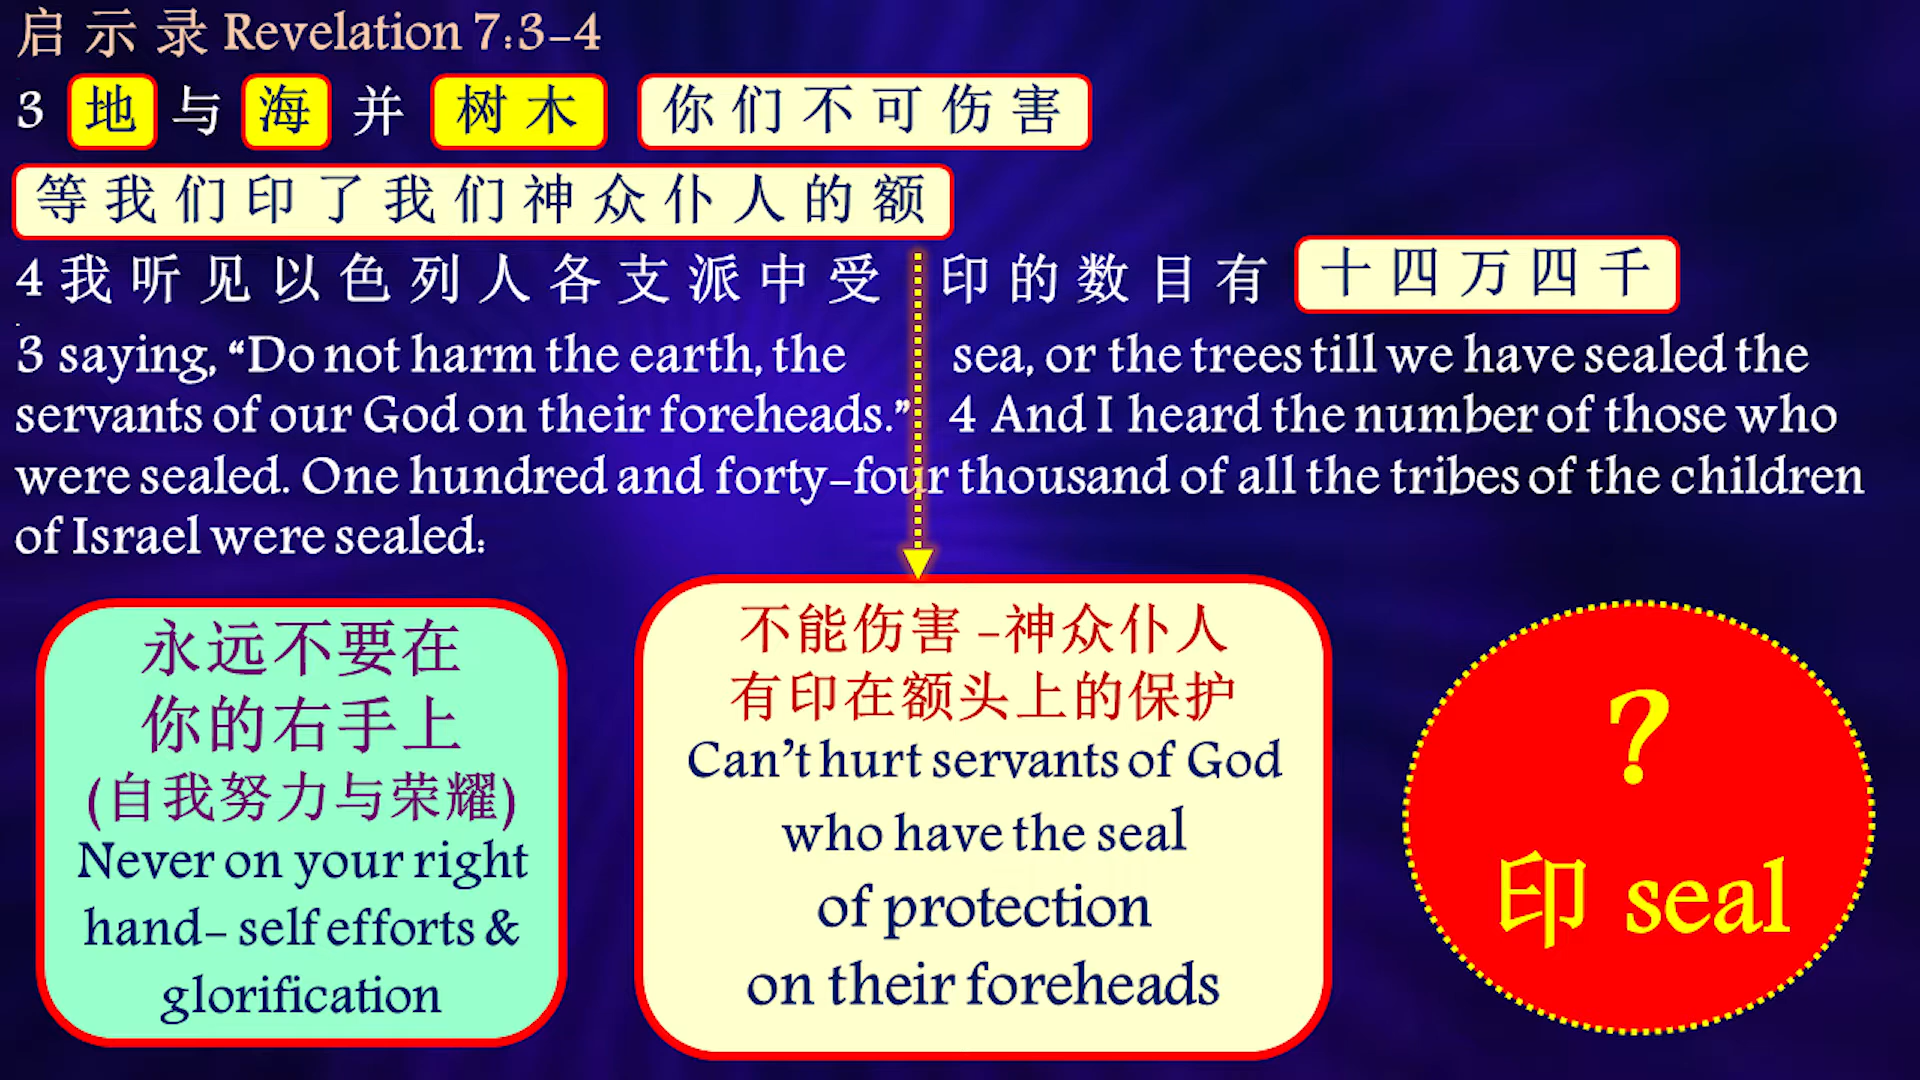 启示录 Revelation 7:3-4
3 地 与 海 并 树木 你们不可伤害
等我们印了我们神众仆人的额
4 我听见以色列人各支派中受印的数目有 十四万四千
3 saying, “Do not harm the earth, the sea, or the trees till we have sealed the
servants of our God on their foreheads.” 4 And I heard the number of those who
were sealed. One hundred and forty-four thousand of all the tribes of the children
of Israel were sealed:
永远不要在
你的右手上
(自我努力与荣耀)
Never on your right
hand- self efforts &
glorification
不能伤害 -神众仆人
有印在额头上的保护
Can’t hurt servants of God
who have the seal
of protection
on their foreheads
?
印 seal